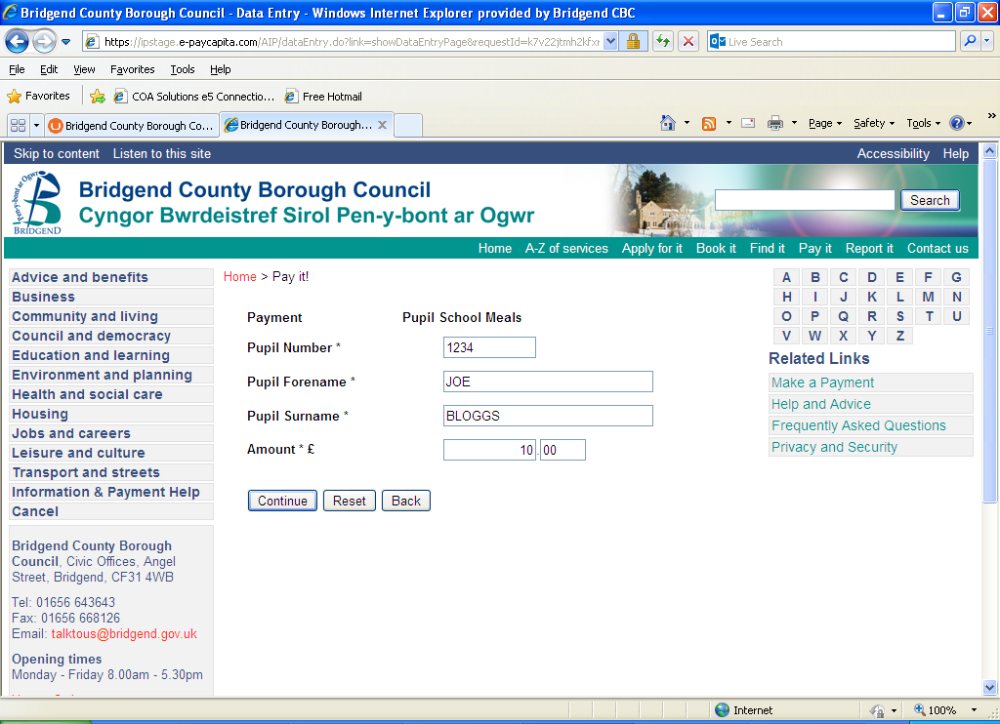 Bridgend County Borough Council - Data Entry - Windows Internet Explorer provided by Bridgend CBC
https://ipstage.e-paycapita.com/AIP/dataEntry.do?link=showDataEntryPage&requestId=k7v22jtmh2kfxr
Live Search
File Edit View Favorites Tools Help
Favorites COA Solutions e5 Connectio... Free Hotmail
Bridgend County Borough Co... Bridgend County Borough... Page Safety Tools »
Skip to content Listen to this site Accessibility Help
Pen-y-bont ar Ogwr
BRIDGEND
Bridgend County Borough Council
Cyngor Bwrdeistref Sirol Pen-y-bont ar Ogwr
Search
Home A-Z of services Apply for it Book it Find it Pay it Report it Contact us
Advice and benefits
Business
Community and living
Council and democracy
Education and learning
Environment and planning
Health and social care
Housing
Jobs and careers
Leisure and culture
Transport and streets
Information & Payment Help
Cancel
Bridgend County Borough
Council, Civic Offices, Angel
Street, Bridgend, CF31 4WB
Tel: 01656 643643
Fax: 01656 668126
Email: talktous@bridgend.gov.uk
Opening times
Monday - Friday 8.00am - 5.30pm
Home > Pay it!
Payment Pupil School Meals
Pupil Number * 1234
Pupil Forename * JOE
Pupil Surname * BLOGGS
Amount * £ 10 . 00
Continue Reset Back
A B C D E F G
H I J K L M N
O P Q R S T U
V W X Y Z
Related Links
Make a Payment
Help and Advice
Frequently Asked Questions
Privacy and Security
Internet 100%